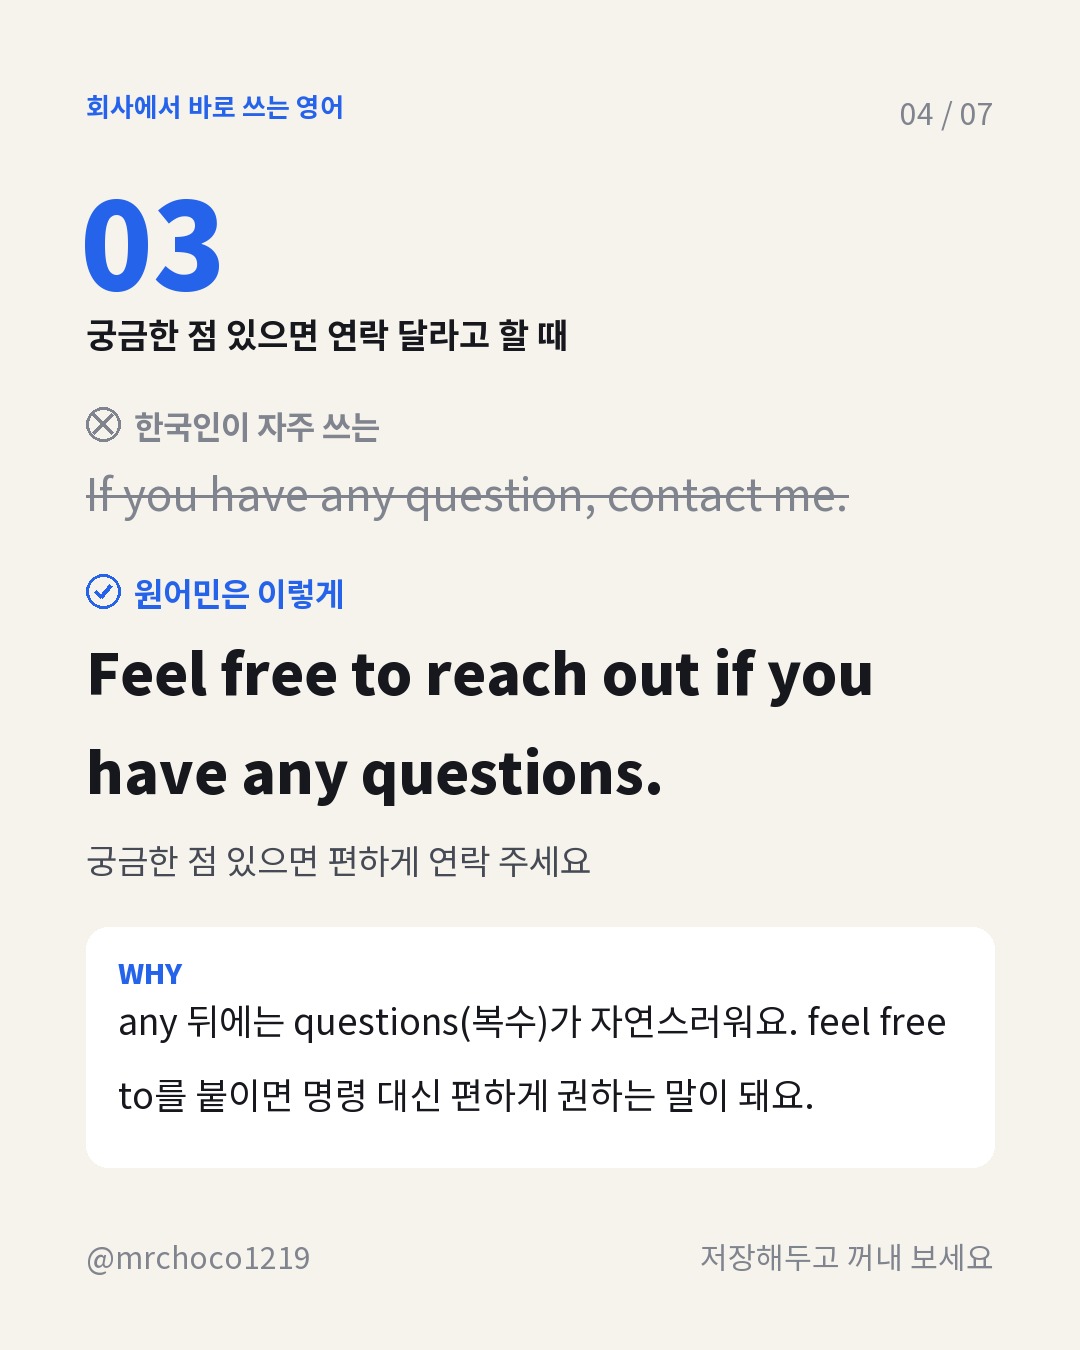 회사에서 바로 쓰는 영어
04 / 07
03
궁금한 점 있으면 연락 달라고 할 때
한국인이 자주 쓰는
If you have any question, contact me.
원어민은 이렇게
Feel free to reach out if you
have any questions.
궁금한 점 있으면 편하게 연락 주세요
WHY
any 뒤에는 questions(복수)가 자연스러워요. feel free
to를 붙이면 명령 대신 편하게 권하는 말이 돼요.
@mrchoco1219
저장해두고 꺼내 보세요